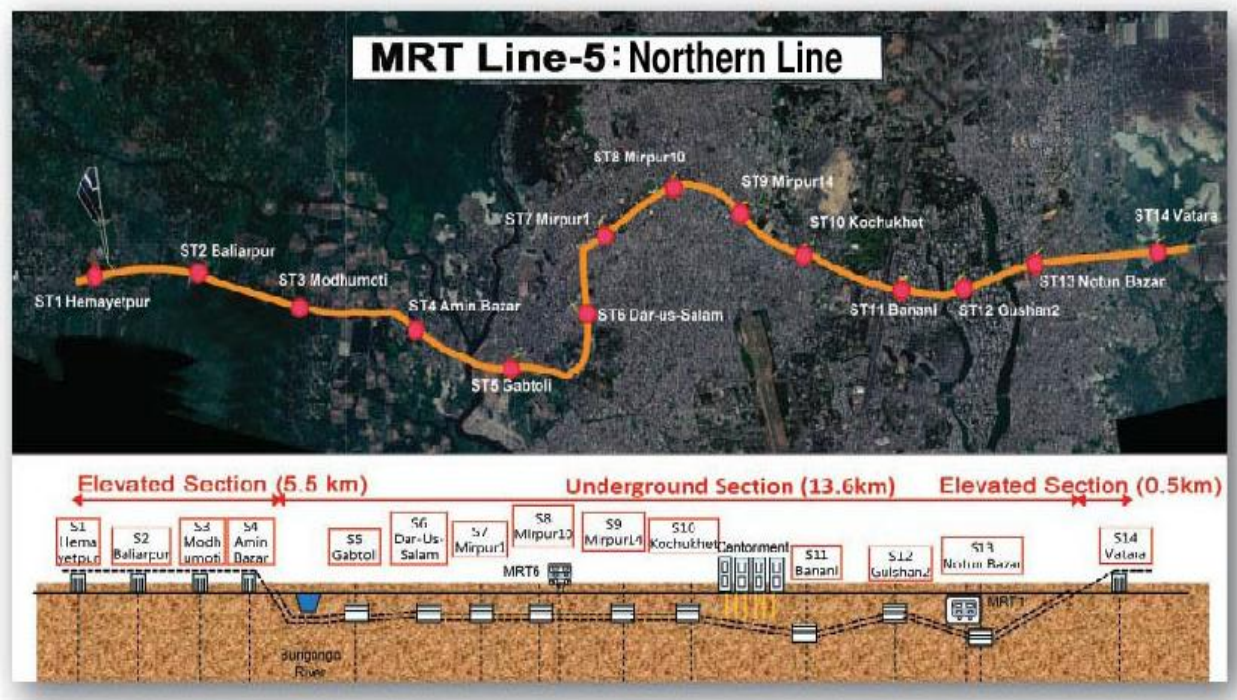 MRT Line-5: Northern Line
ST8 Mirpur10
ST9 Mirpur14
ST7 Mirpur1
ST10 Kochukhet
ST14 Vatara
ST2 Baliarpur
ST3 Modhumoti
ST1 Hemayetpur
ST4 Amin Bazar
ST6 Dar-us-Salam
ST13 Notun Bazar
ST11 Banani
ST12 Gushan2
ST5 Gabtoli
Elevated Section (5.5 km)
Underground Section (13.6km)
Elevated Section (0.5km)
S1
Hema
yetpur
S2
Baliarpur
S3
Modh
umoti
S4
Amin
Bazar
S5
Gabtoli
S6
Dar-Us-
Salam
S7
Mirpur1
S8
Mirpur10
S9
Mirpur14
S10
Kochukhet
Cantorment
S11
Banani
S12
Gulshan2
S13
Notun Bazar
S14
Vatara
MRT6
MRT1
Buriganga
River